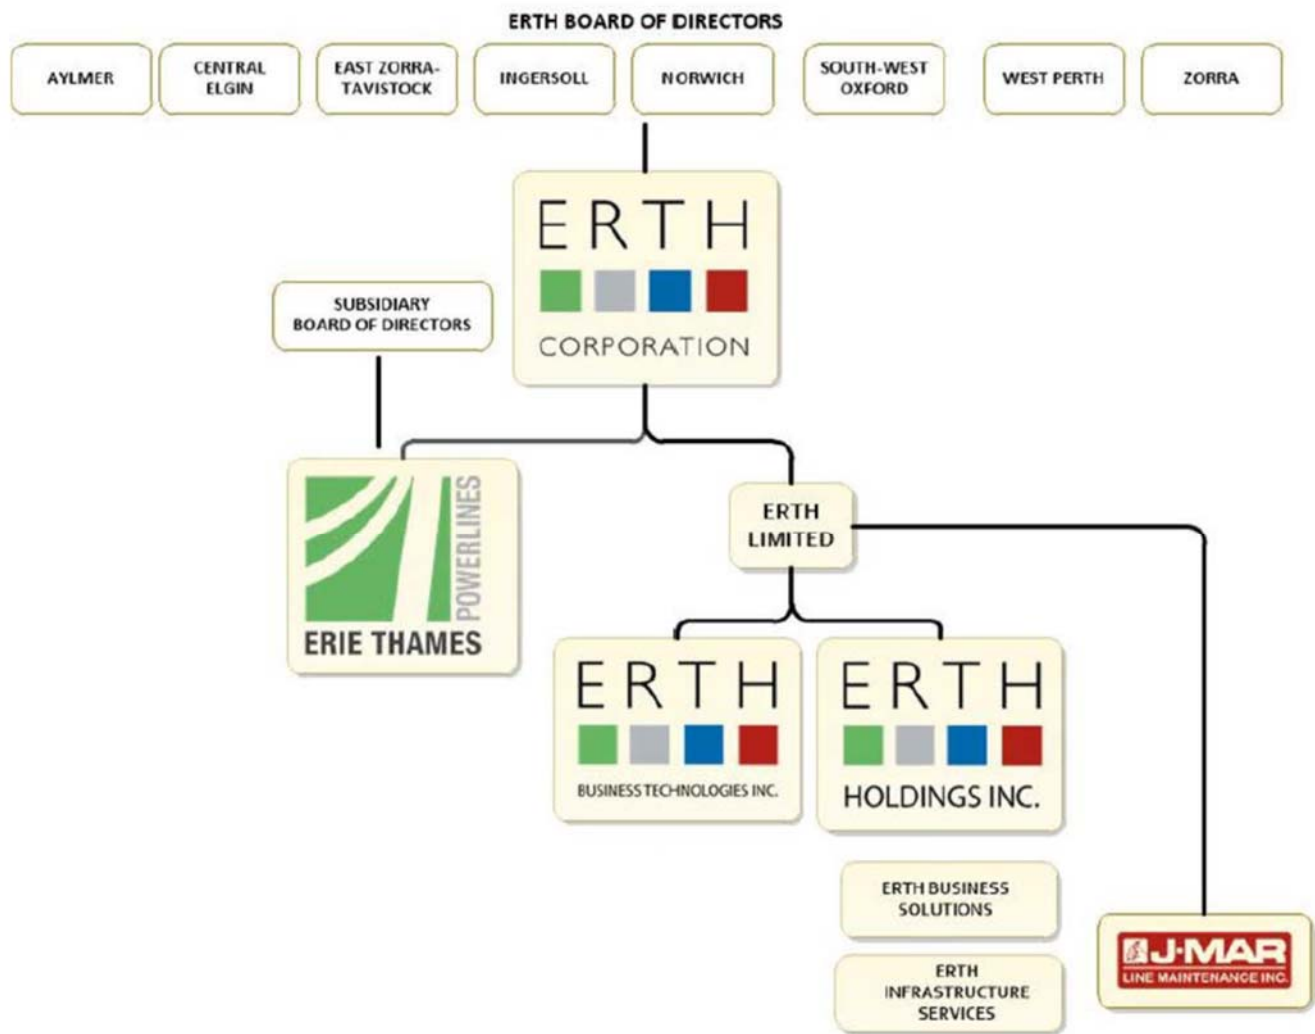 ERTH BOARD OF DIRECTORS
AYLMER
CENTRAL
ELGIN
EAST ZORRA-
TAVISTOCK
INGERSOLL
NORWICH
SOUTH-WEST
OXFORD
WEST PERTH
ZORRA
ERTH
CORPORATION
SUBSIDIARY
BOARD OF DIRECTORS
POWERLINES
ERIE THAMES
ERTH
LIMITED
ERTH
BUSINESS TECHNOLOGIES INC.
ERTH
HOLDINGS INC.
ERTH BUSINESS
SOLUTIONS
ERTH
INFRASTRUCTURE
SERVICES
J-MAR
LINE MAINTENANCE INC.